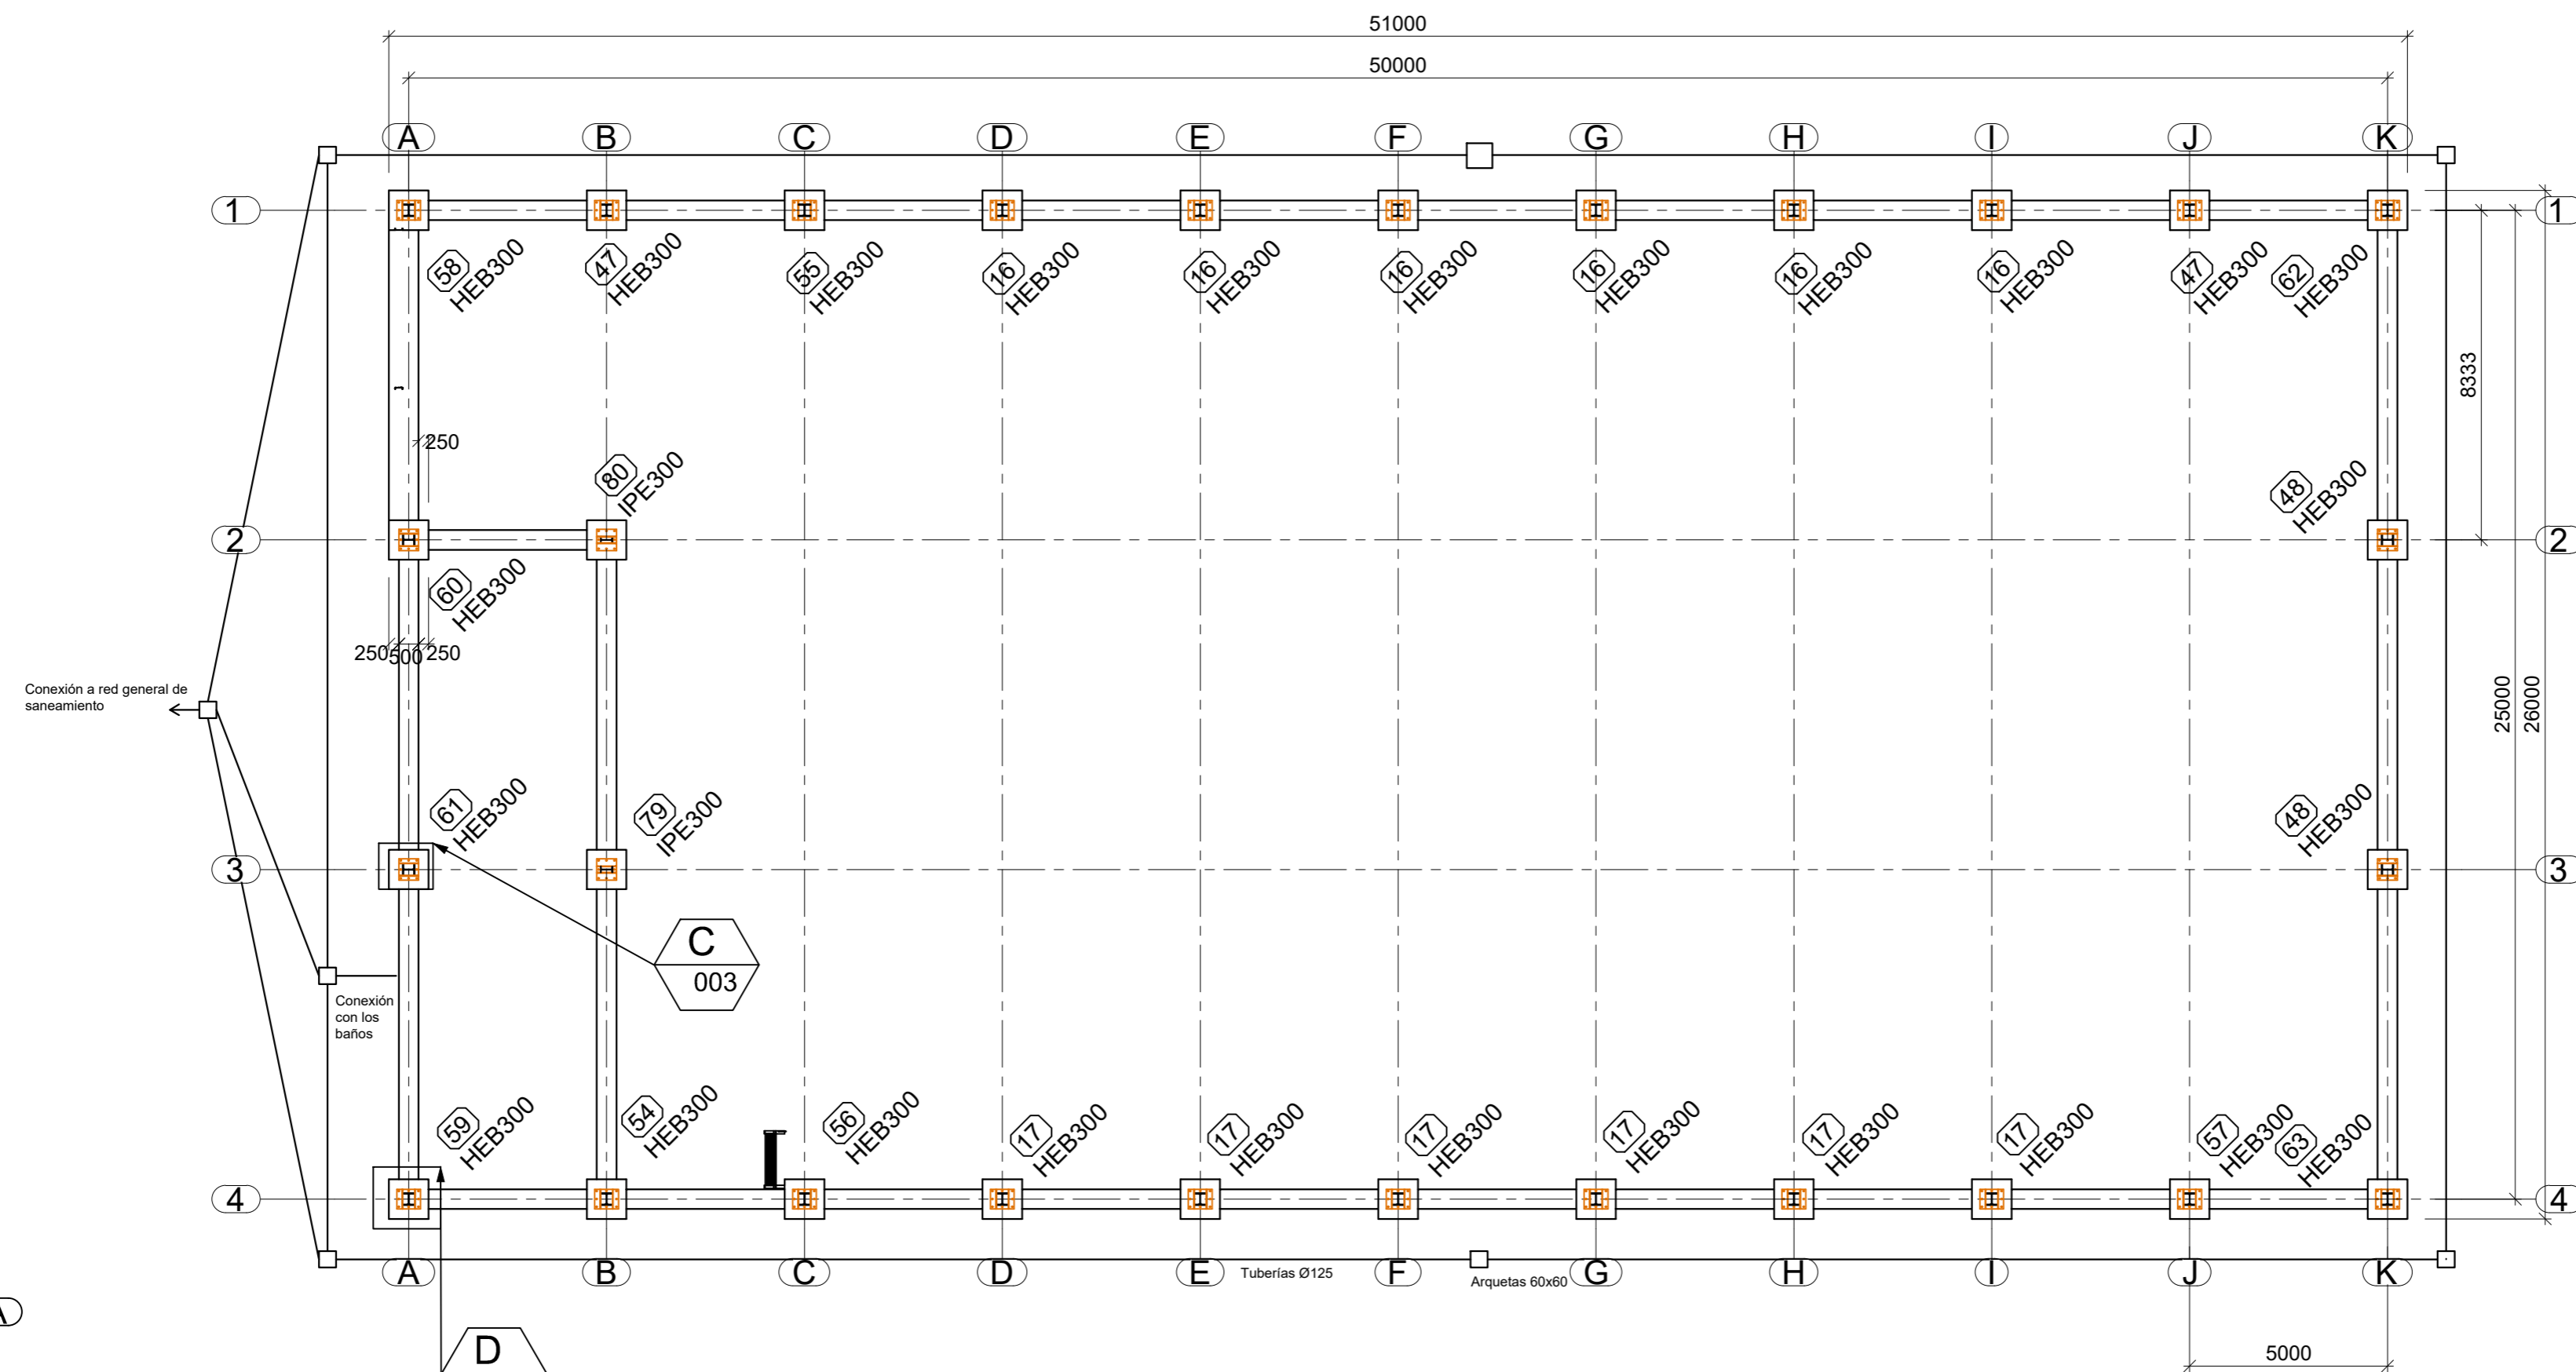 51000
50000
A B C D E F G H I J K
1 1
58 47 55 16 16 16 16 16 16 47 62
HEB300 HEB300 HEB300 HEB300 HEB300 HEB300 HEB300 HEB300 HEB300 HEB300 HEB300
8333
250
80
IPE300
48
HEB300
2 2
60
HEB300
250 500 250
Conexión a red general de
saneamiento
25000
26000
61
HEB300
79
IPE300
48
HEB300
3 3
C
003
Conexión
con los
baños
59 54 56 17 17 17 17 17 17 57 63
HEB300 HEB300 HEB300 HEB300 HEB300 HEB300 HEB300 HEB300 HEB300 HEB300 HEB300
4 4
A B C D E F G H I J K
Tuberías Ø125
Arquetas 60x60
D
5000